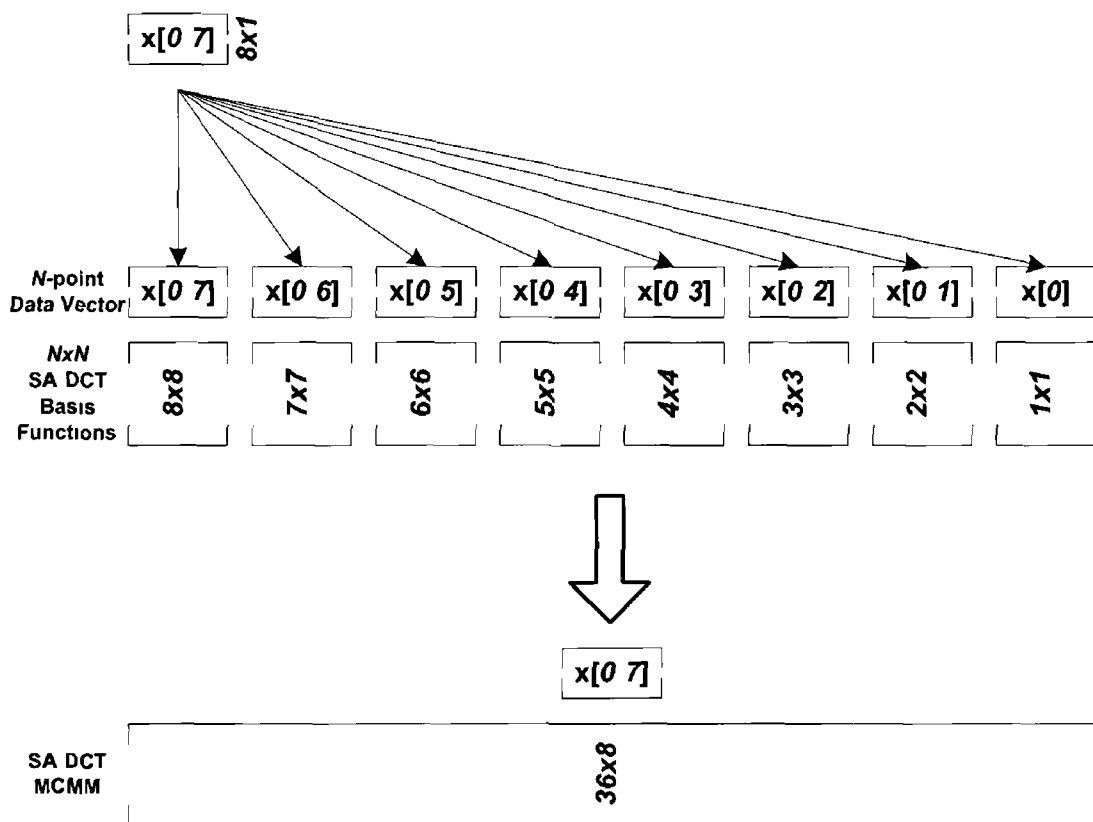 x[0 7]
8x1
N-point
Data Vector
x[0 7] x[0 6] x[0 5] x[0 4] x[0 3] x[0 2] x[0 1] x[0]
NxN
SA DCT
Basis
Functions
8x8 7x7 6x6 5x5 4x4 3x3 2x2 1x1
x[0 7]
SA DCT
MCMM
36x8